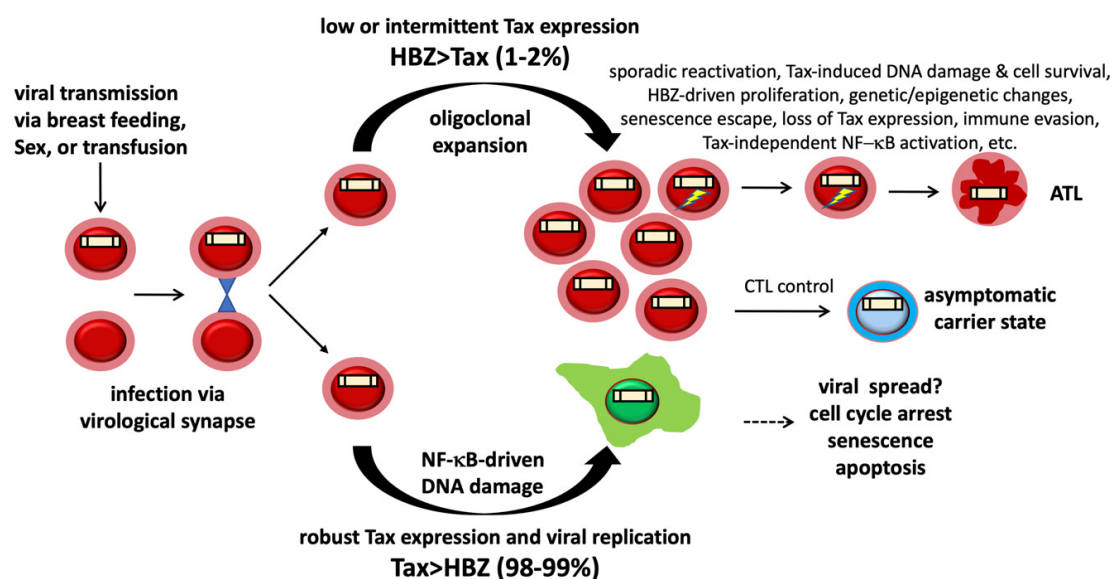 low or intermittent Tax expression
HBZ>Tax (1-2%)
viral transmission
via breast feeding,
Sex, or transfusion
oligoclonal
expansion
sporadic reactivation, Tax-induced DNA damage & cell survival,
HBZ-driven proliferation, genetic/epigenetic changes,
senescence escape, loss of Tax expression, immune evasion,
Tax-independent NF–κB activation, etc.
ATL
CTL control
asymptomatic
carrier state
infection via
virological synapse
viral spread?
cell cycle arrest
senescence
apoptosis
NF-κB-driven
DNA damage
robust Tax expression and viral replication
Tax>HBZ (98-99%)